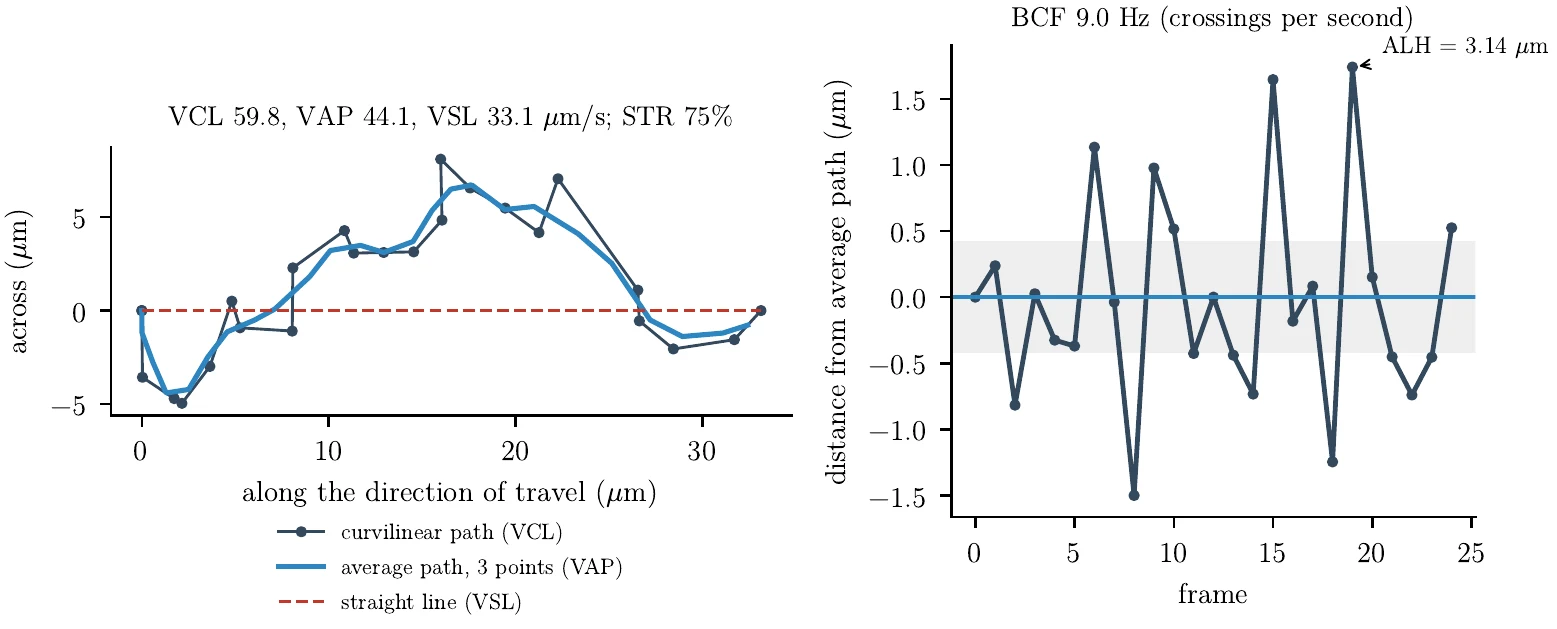 VCL 59.8, VAP 44.1, VSL 33.1 μm/s; STR 75%
across (μm)
5
0
−5
0 10 20 30
along the direction of travel (μm)
curvilinear path (VCL)
average path, 3 points (VAP)
straight line (VSL)
BCF 9.0 Hz (crossings per second)
ALH = 3.14 μm
distance from average path (μm)
1.5
1.0
0.5
0.0
−0.5
−1.0
−1.5
0 5 10 15 20 25
frame